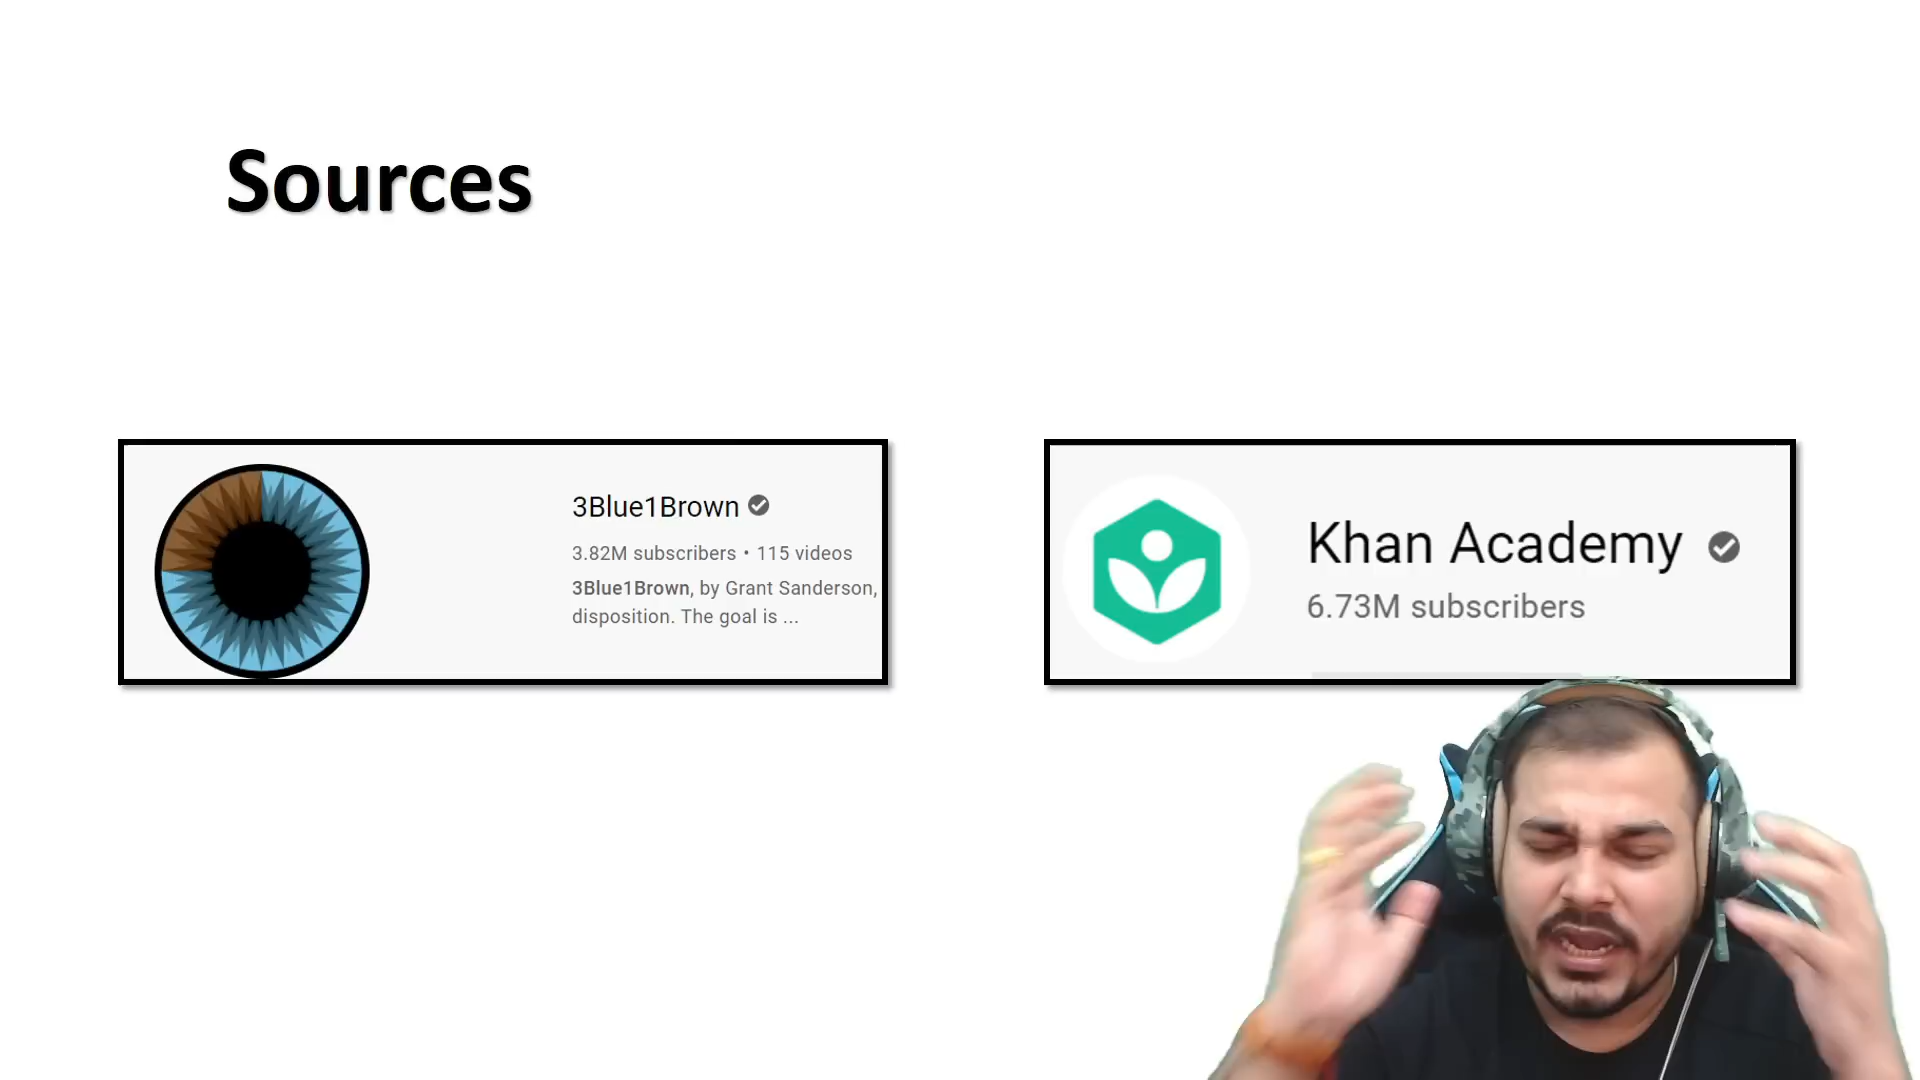 Sources
3Blue1Brown
3.82M subscribers • 115 videos
3Blue1Brown, by Grant Sanderson,
disposition. The goal is ...
Khan Academy
6.73M subscribers